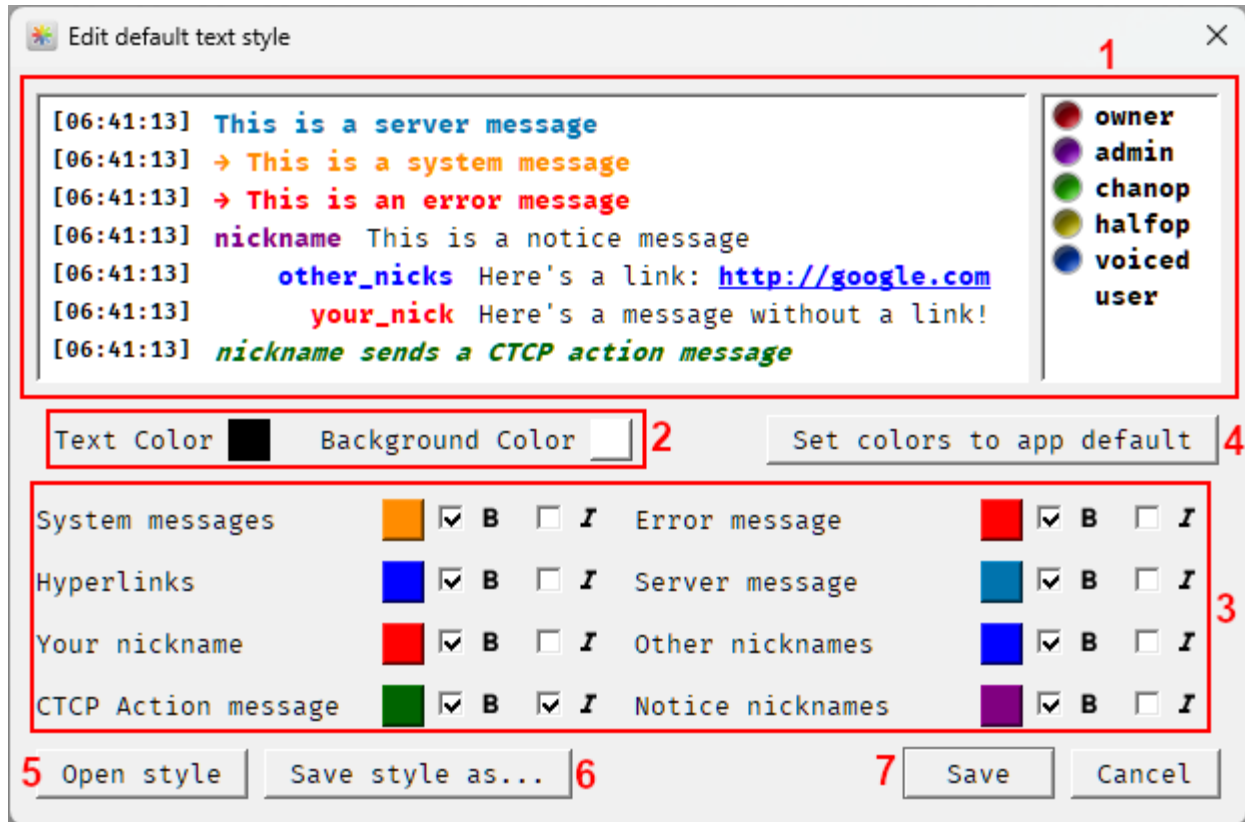 Edit default text style
1
[06:41:13] This is a server message
[06:41:13] → This is a system message
[06:41:13] → This is an error message
[06:41:13] nickname This is a notice message
[06:41:13] other_nicks Here's a link: http://google.com
[06:41:13] your_nick Here's a message without a link!
[06:41:13] nickname sends a CTCP action message
owner
admin
chanop
halfop
voiced
user
Text Color Background Color 2
Set colors to app default 4
System messages B I Error message B I
Hyperlinks B I Server message B I
3
Your nickname B I Other nicknames B I
CTCP Action message B I Notice nicknames B I
5 Open style Save style as... 6 7 Save Cancel